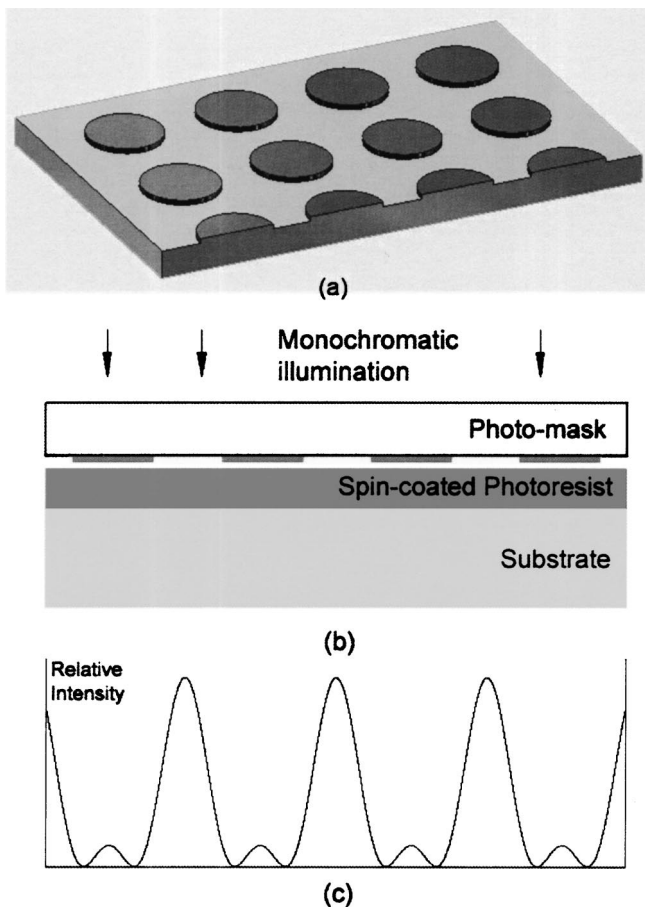 (a)
Monochromatic
illumination
Photo-mask
Spin-coated Photoresist
Substrate
(b)
Relative
Intensity
(c)